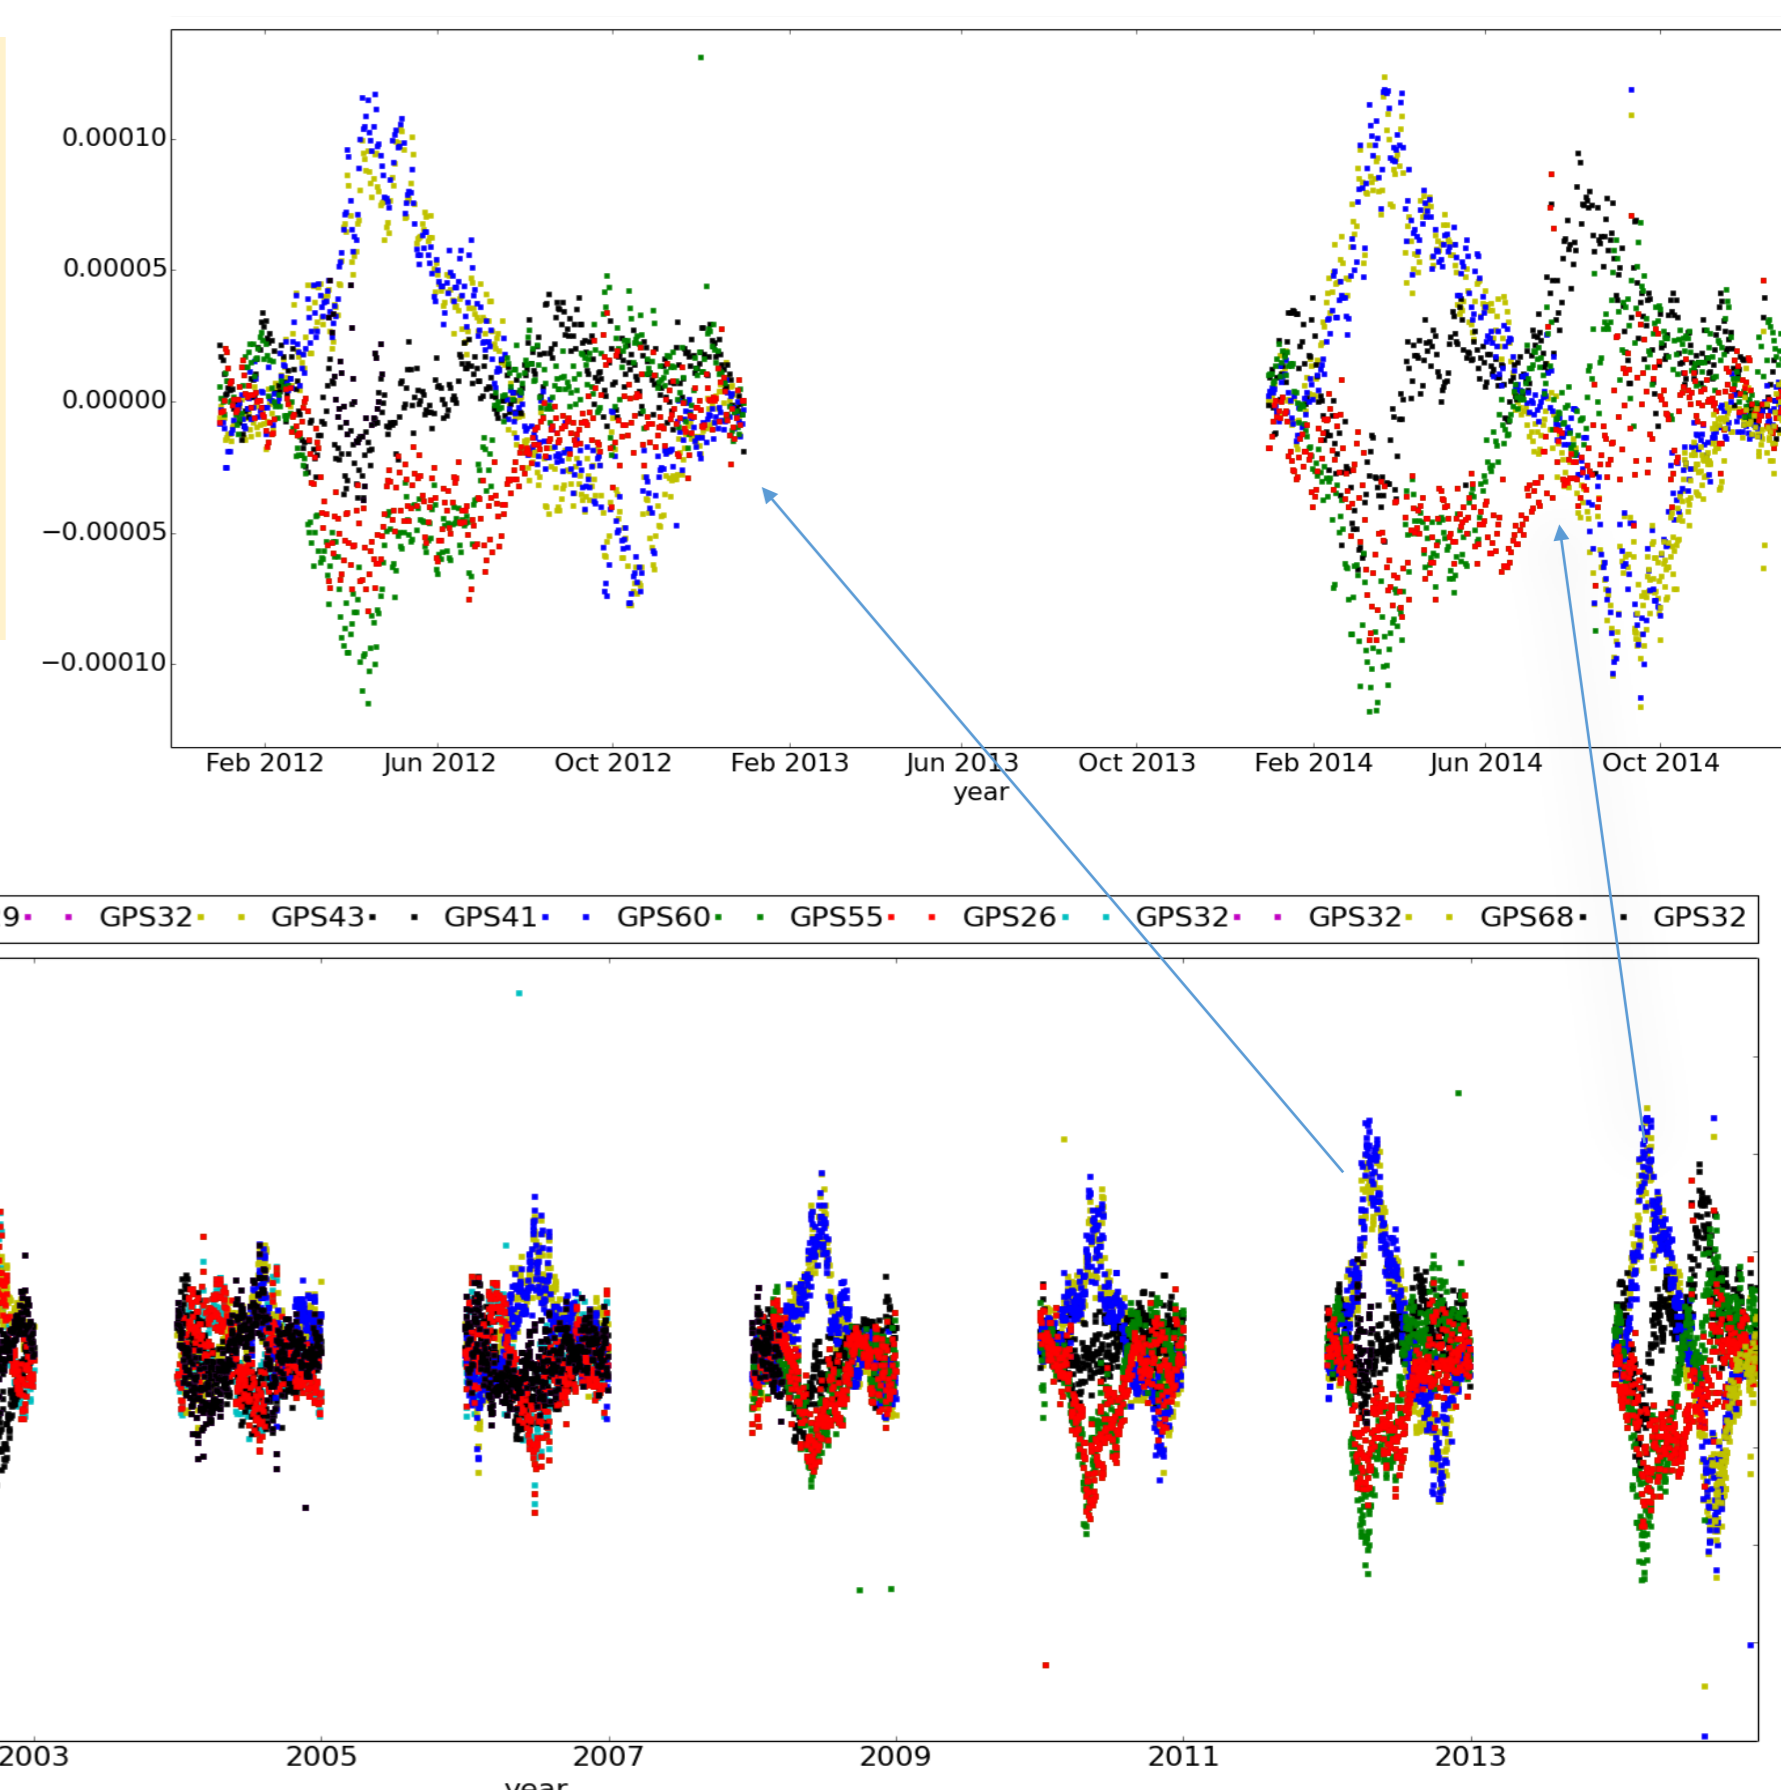 0.00010
0.00005
0.00000
−0.00005
−0.00010
Feb 2012 Jun 2012 Oct 2012 Feb 2013 Jun 2013 Oct 2013 Feb 2014 Jun 2014 Oct 2014
year
9 GPS32 GPS43 GPS41 GPS60 GPS55 GPS26 GPS32 GPS32 GPS68 GPS32
2003 2005 2007 2009 2011 2013
year